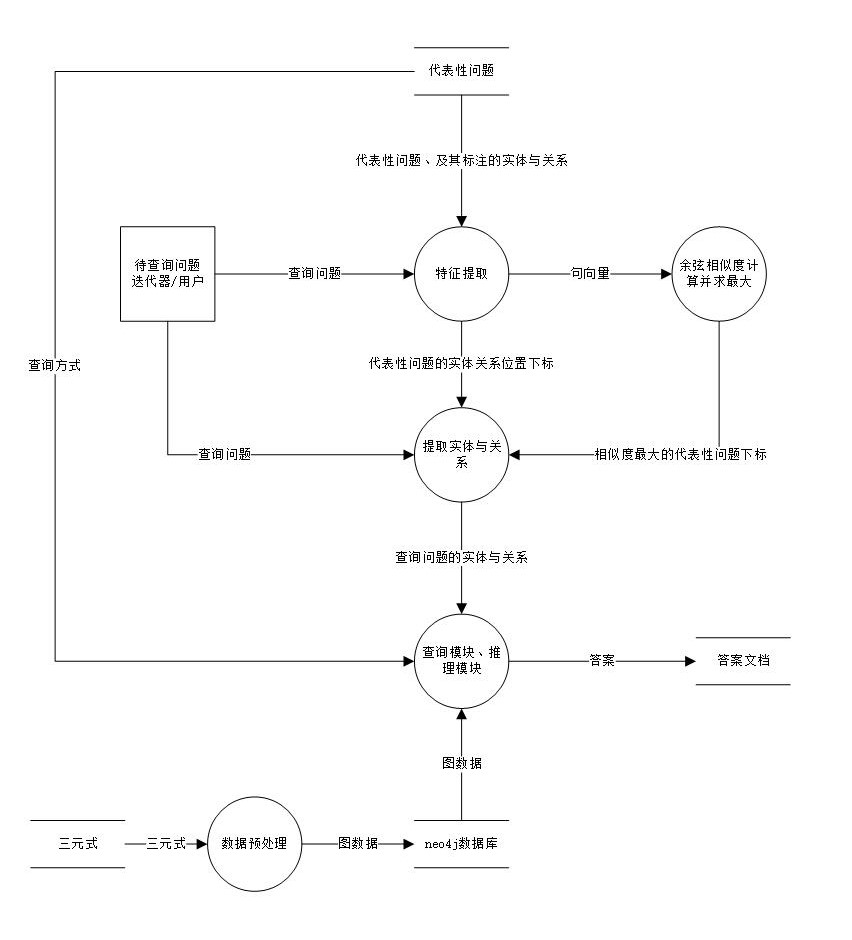 代表性问题
代表性问题、及其标注的实体与关系
待查询问题
迭代器/用户
查询问题
特征提取
句向量
余弦相似度计
算并求最大
查询方式
代表性问题的实体关系位置下标
查询问题
提取实体与关
系
相似度最大的代表性问题下标
查询问题的实体与关系
查询模块、推
理模块
答案
答案文档
图数据
三元式
三元式
数据预处理
图数据
neo4j数据库